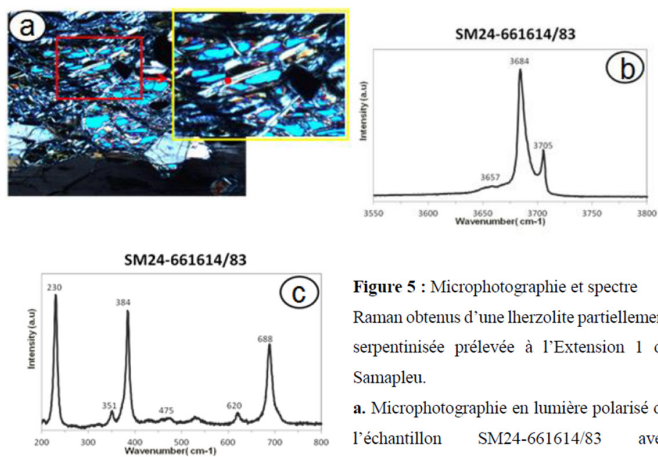 a
SM24-661614/83
b
3684
3705
3657
Intensity (a.u)
3550 3600 3650 3700 3750 3800
Wavenumber( cm-1)
SM24-661614/83
c
230
384
688
351
475
620
Intensity (a.u)
200 300 400 500 600 700 800
Wavenumber( cm-1)
Figure 5 : Microphotographie et spectre
Raman obtenus d'une lherzolite partiellemen
serpentinisée prélevée à l'Extension 1 d
Samapleu.
a. Microphotographie en lumière polarisé d
l'échantillon SM24-661614/83 ave